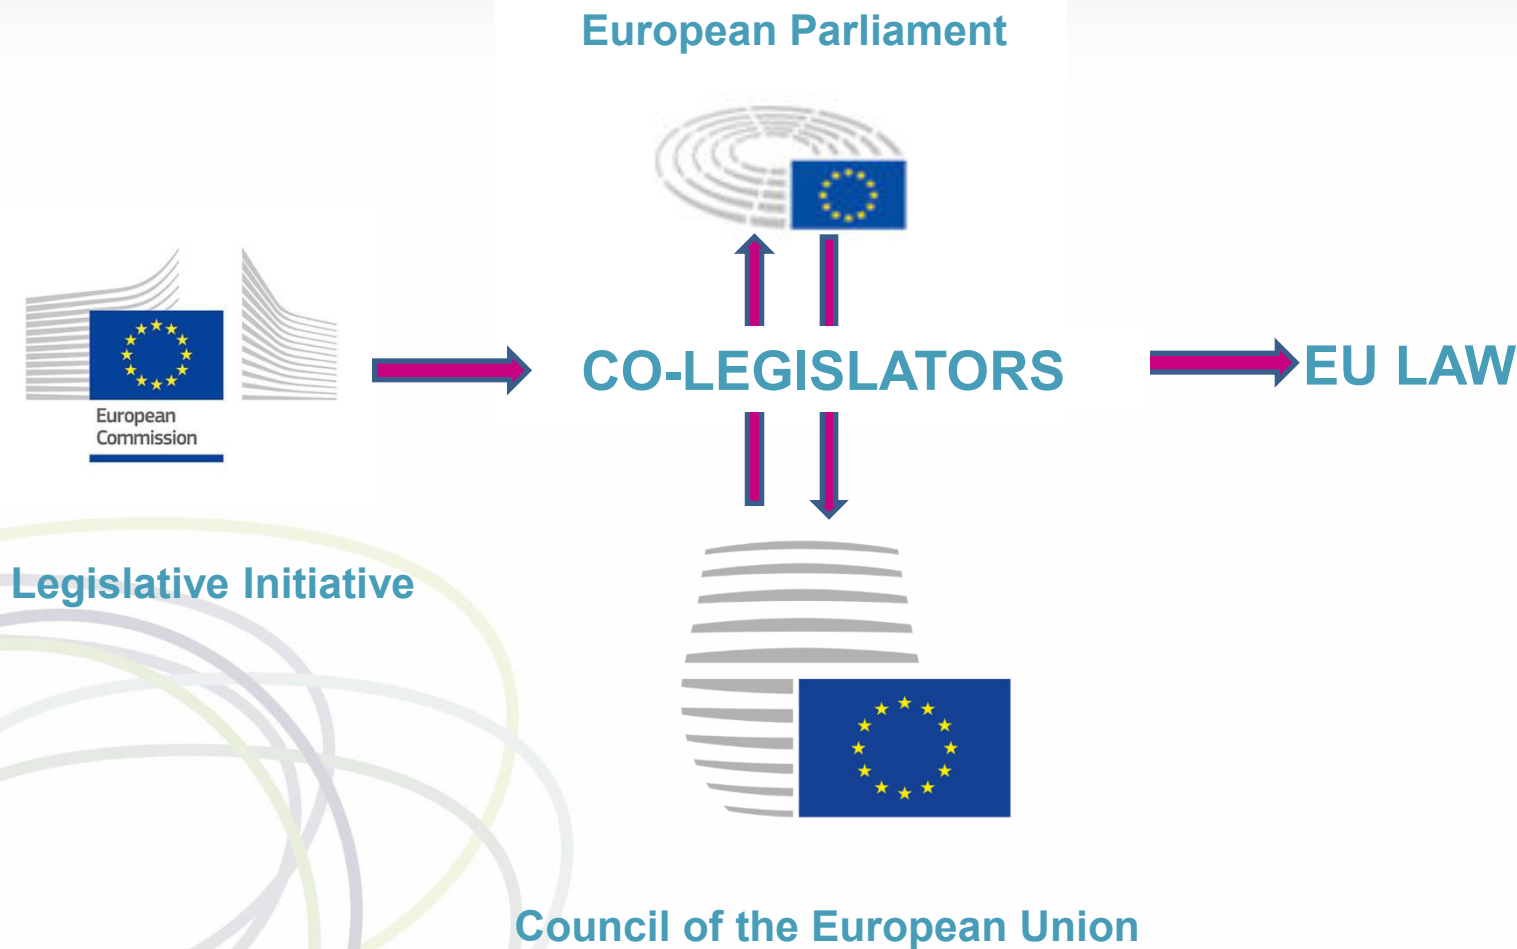 European Parliament
European
Commission
CO-LEGISLATORS
EU LAW
Legislative Initiative
Council of the European Union